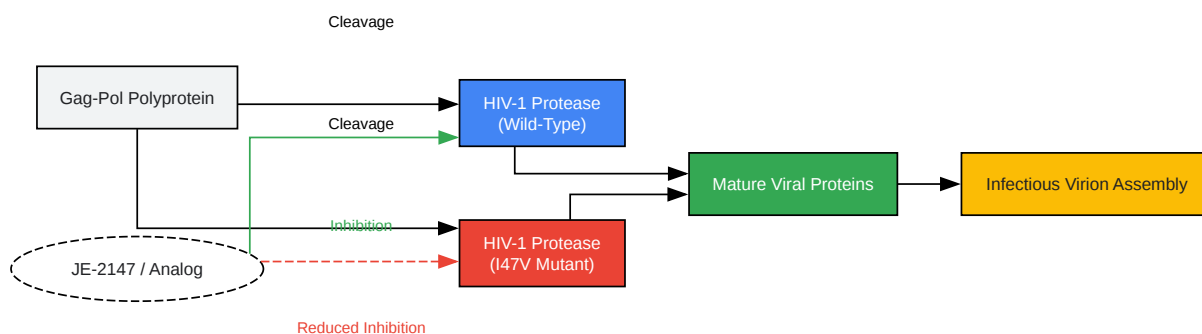 Cleavage
Gag-Pol Polyprotein
HIV-1 Protease
(Wild-Type)
Cleavage
Mature Viral Proteins
Infectious Virion Assembly
Inhibition
HIV-1 Protease
(I47V Mutant)
JE-2147 / Analog
Reduced Inhibition